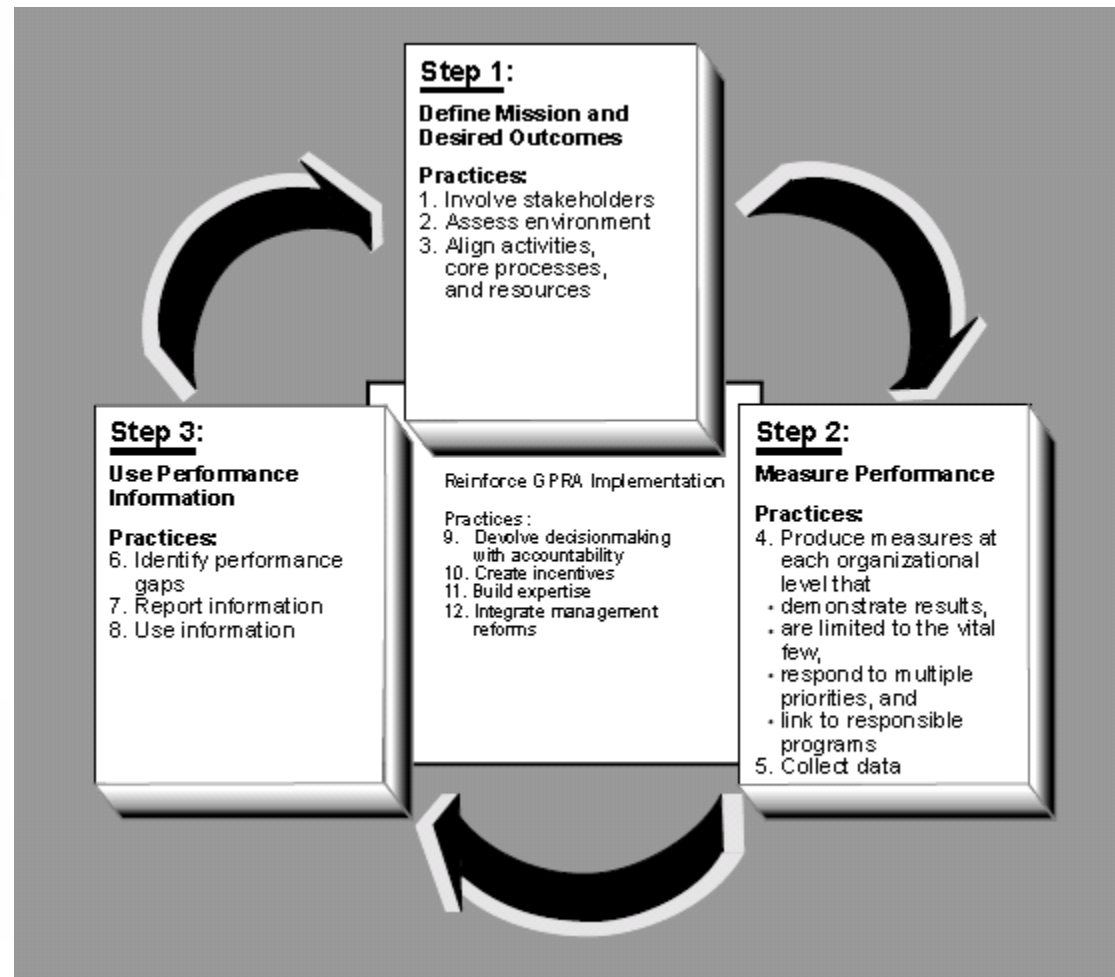 Step 1:
Define Mission and
Desired Outcomes
Practices:
1. Involve stakeholders
2. Assess environment
3. Align activities,
core processes,
and resources
Step 2:
Measure Performance
Practices:
4. Produce measures at
each organizational
level that
• demonstrate results,
• are limited to the vital
few,
• respond to multiple
priorities, and
• link to responsible
programs
5. Collect data
Step 3:
Use Performance
Information
Practices:
6. Identify performance
gaps
7. Report information
8. Use information
Reinforce GPRA Implementation
Practices:
9. Devolve decisionmaking
with accountability
10. Create incentives
11. Build expertise
12. Integrate management
reforms